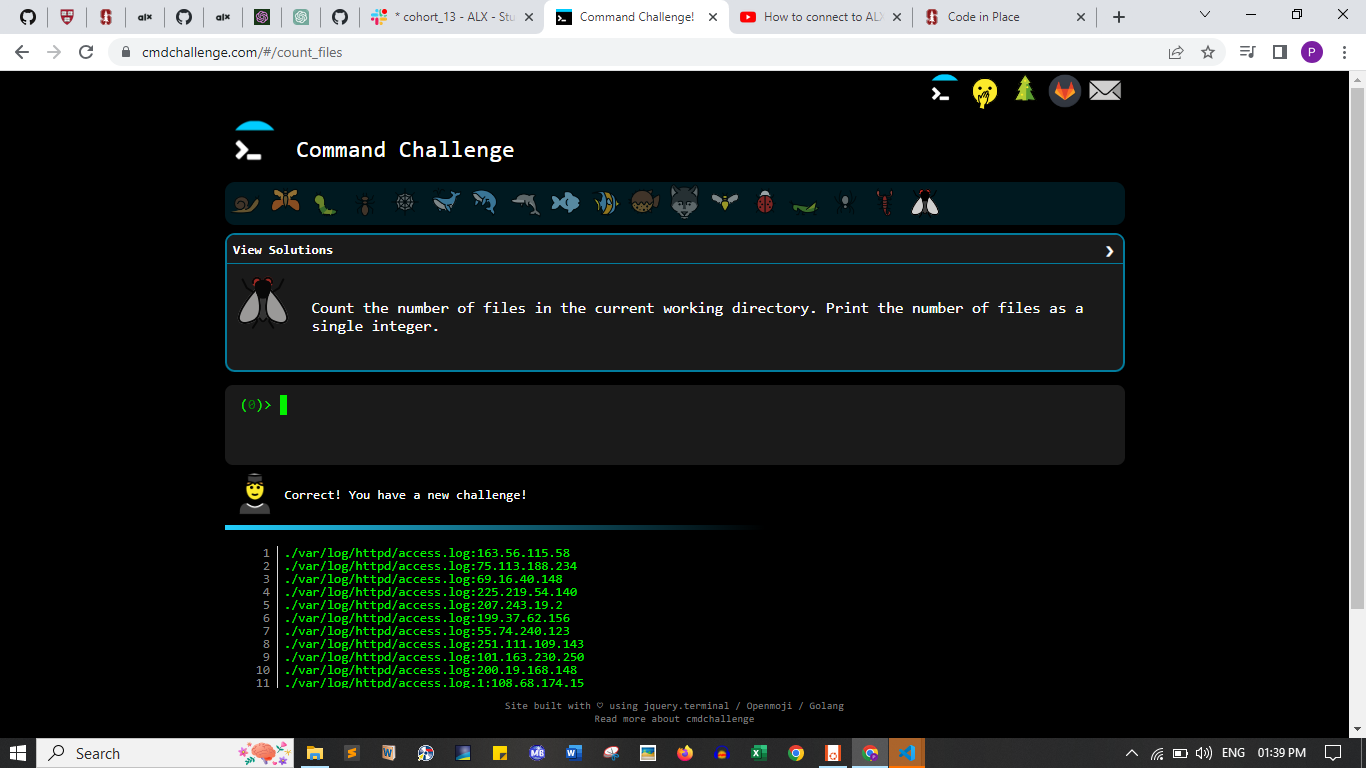 alx
alx
* cohort_13 - ALX - Stu
Command Challenge!
How to connect to ALX
Code in Place
cmdchallenge.com/#/count_files
P
Command Challenge
View Solutions
Count the number of files in the current working directory. Print the number of files as a
single integer.
(0)>
Correct! You have a new challenge!
1 ./var/log/httpd/access.log:163.56.115.58
2 ./var/log/httpd/access.log:75.113.188.234
3 ./var/log/httpd/access.log:69.16.40.148
4 ./var/log/httpd/access.log:225.219.54.140
5 ./var/log/httpd/access.log:207.243.19.2
6 ./var/log/httpd/access.log:199.37.62.156
7 ./var/log/httpd/access.log:55.74.240.123
8 ./var/log/httpd/access.log:251.111.109.143
9 ./var/log/httpd/access.log:101.163.230.250
10 ./var/log/httpd/access.log:200.19.168.148
11 ./var/log/httpd/access.log.1:108.68.174.15
Site built with ♡ using jquery.terminal / Openmoji / Golang
Read more about cmdchallenge
Search
ENG
01:39 PM